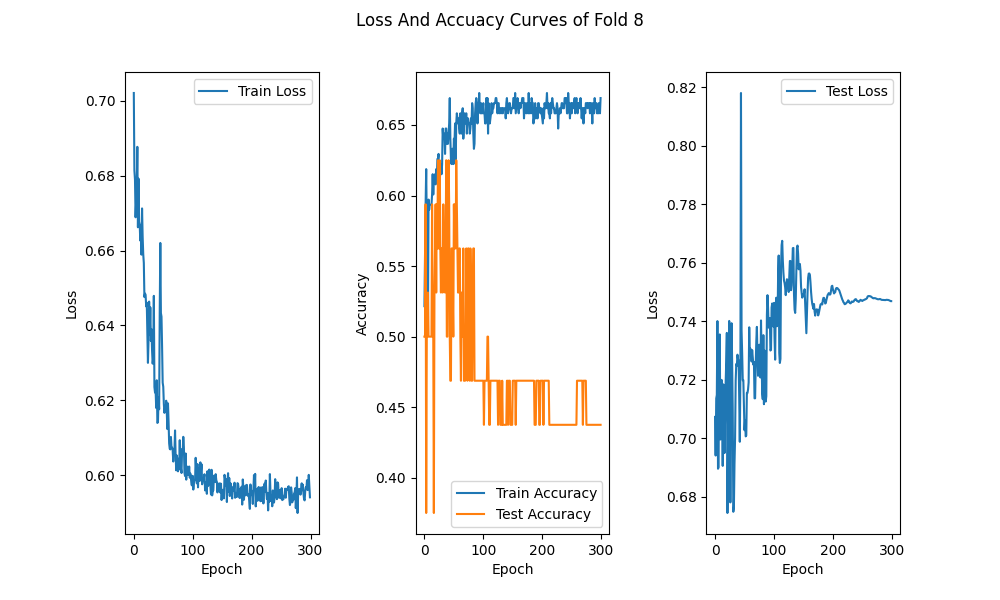 Loss And Accuacy Curves of Fold 8
Train Loss
0.70
0.68
0.66
0.64
0.62
0.60
Loss
0
100
200
300
Epoch
0.65
0.60
0.55
0.50
0.45
0.40
Accuracy
Train Accuracy
Test Accuracy
0
100
200
300
Epoch
Test Loss
0.82
0.80
0.78
0.76
0.74
0.72
0.70
0.68
Loss
0
100
200
300
Epoch